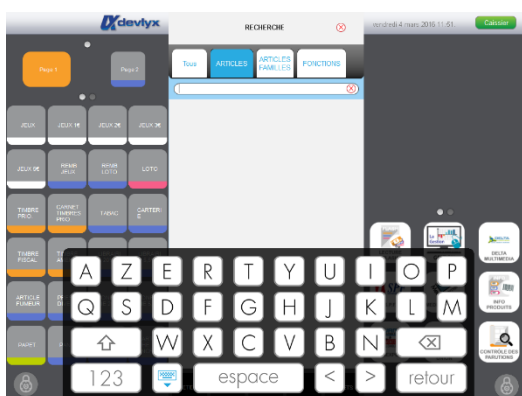 devlyx
RECHERCHE
vendredi 4 mars 2016 11:51
Caissier
Page 1
Page 2
Tous
ARTICLES
ARTICLES
FAMILLES
FONCTIONS
JEUX
JEUX 1€
JEUX 2€
JEUX 3€
JEUX 5€
REMB
JEUX
REMB
LOTO
LOTO
TIMBRE
PRIO
CARNET
TIMBRES
PRIO
TABAC
CARTERI
E
TIMBRE
FISCAL
DELTA
MULTIMEDIA
ARTICLE
FUMEUR
INFO
PRODUITS
CONTROLE DES
PARUTIONS
A Z E R T Y U I O P
Q S D F G H J K L M
W X C V B N
123 espace < > retour